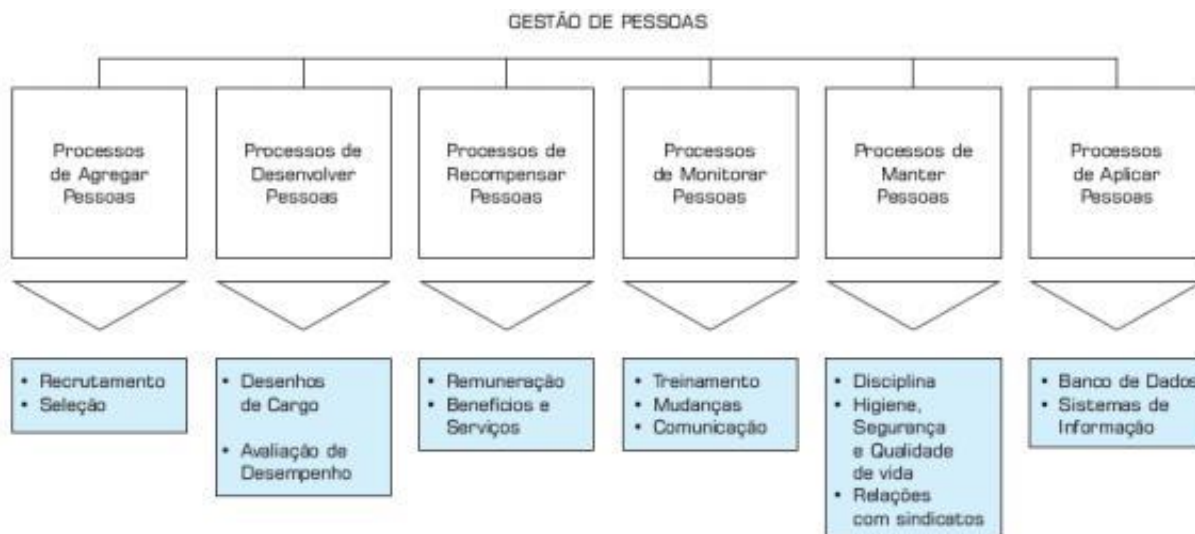 GESTÃO DE PESSOAS
Processos
de Agregar
Pessoas
Processos de
Desenvolver
Pessoas
Processos de
Recompensar
Pessoas
Processos
de Monitorar
Pessoas
Processos de
Manter
Pessoas
Processos
de Aplicar
Pessoas
• Recrutamento
• Seleção
• Desenhos
de Cargo
• Avaliação de
Desempenho
• Remuneração
• Benefícios e
Serviços
• Treinamento
• Mudanças
• Comunicação
• Disciplina
• Higiene,
Segurança
e Qualidade
de vida
• Relações
com sindicatos
• Banco de Dados
• Sistemas de
Informação